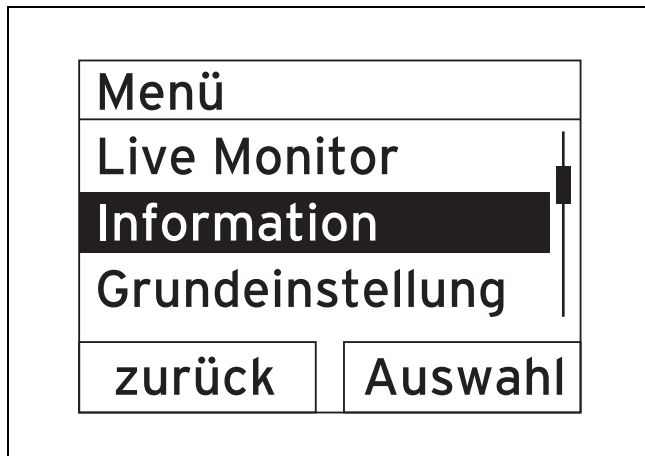 Menü
Live Monitor
Information
Grundeinstellung
zurück Auswahl